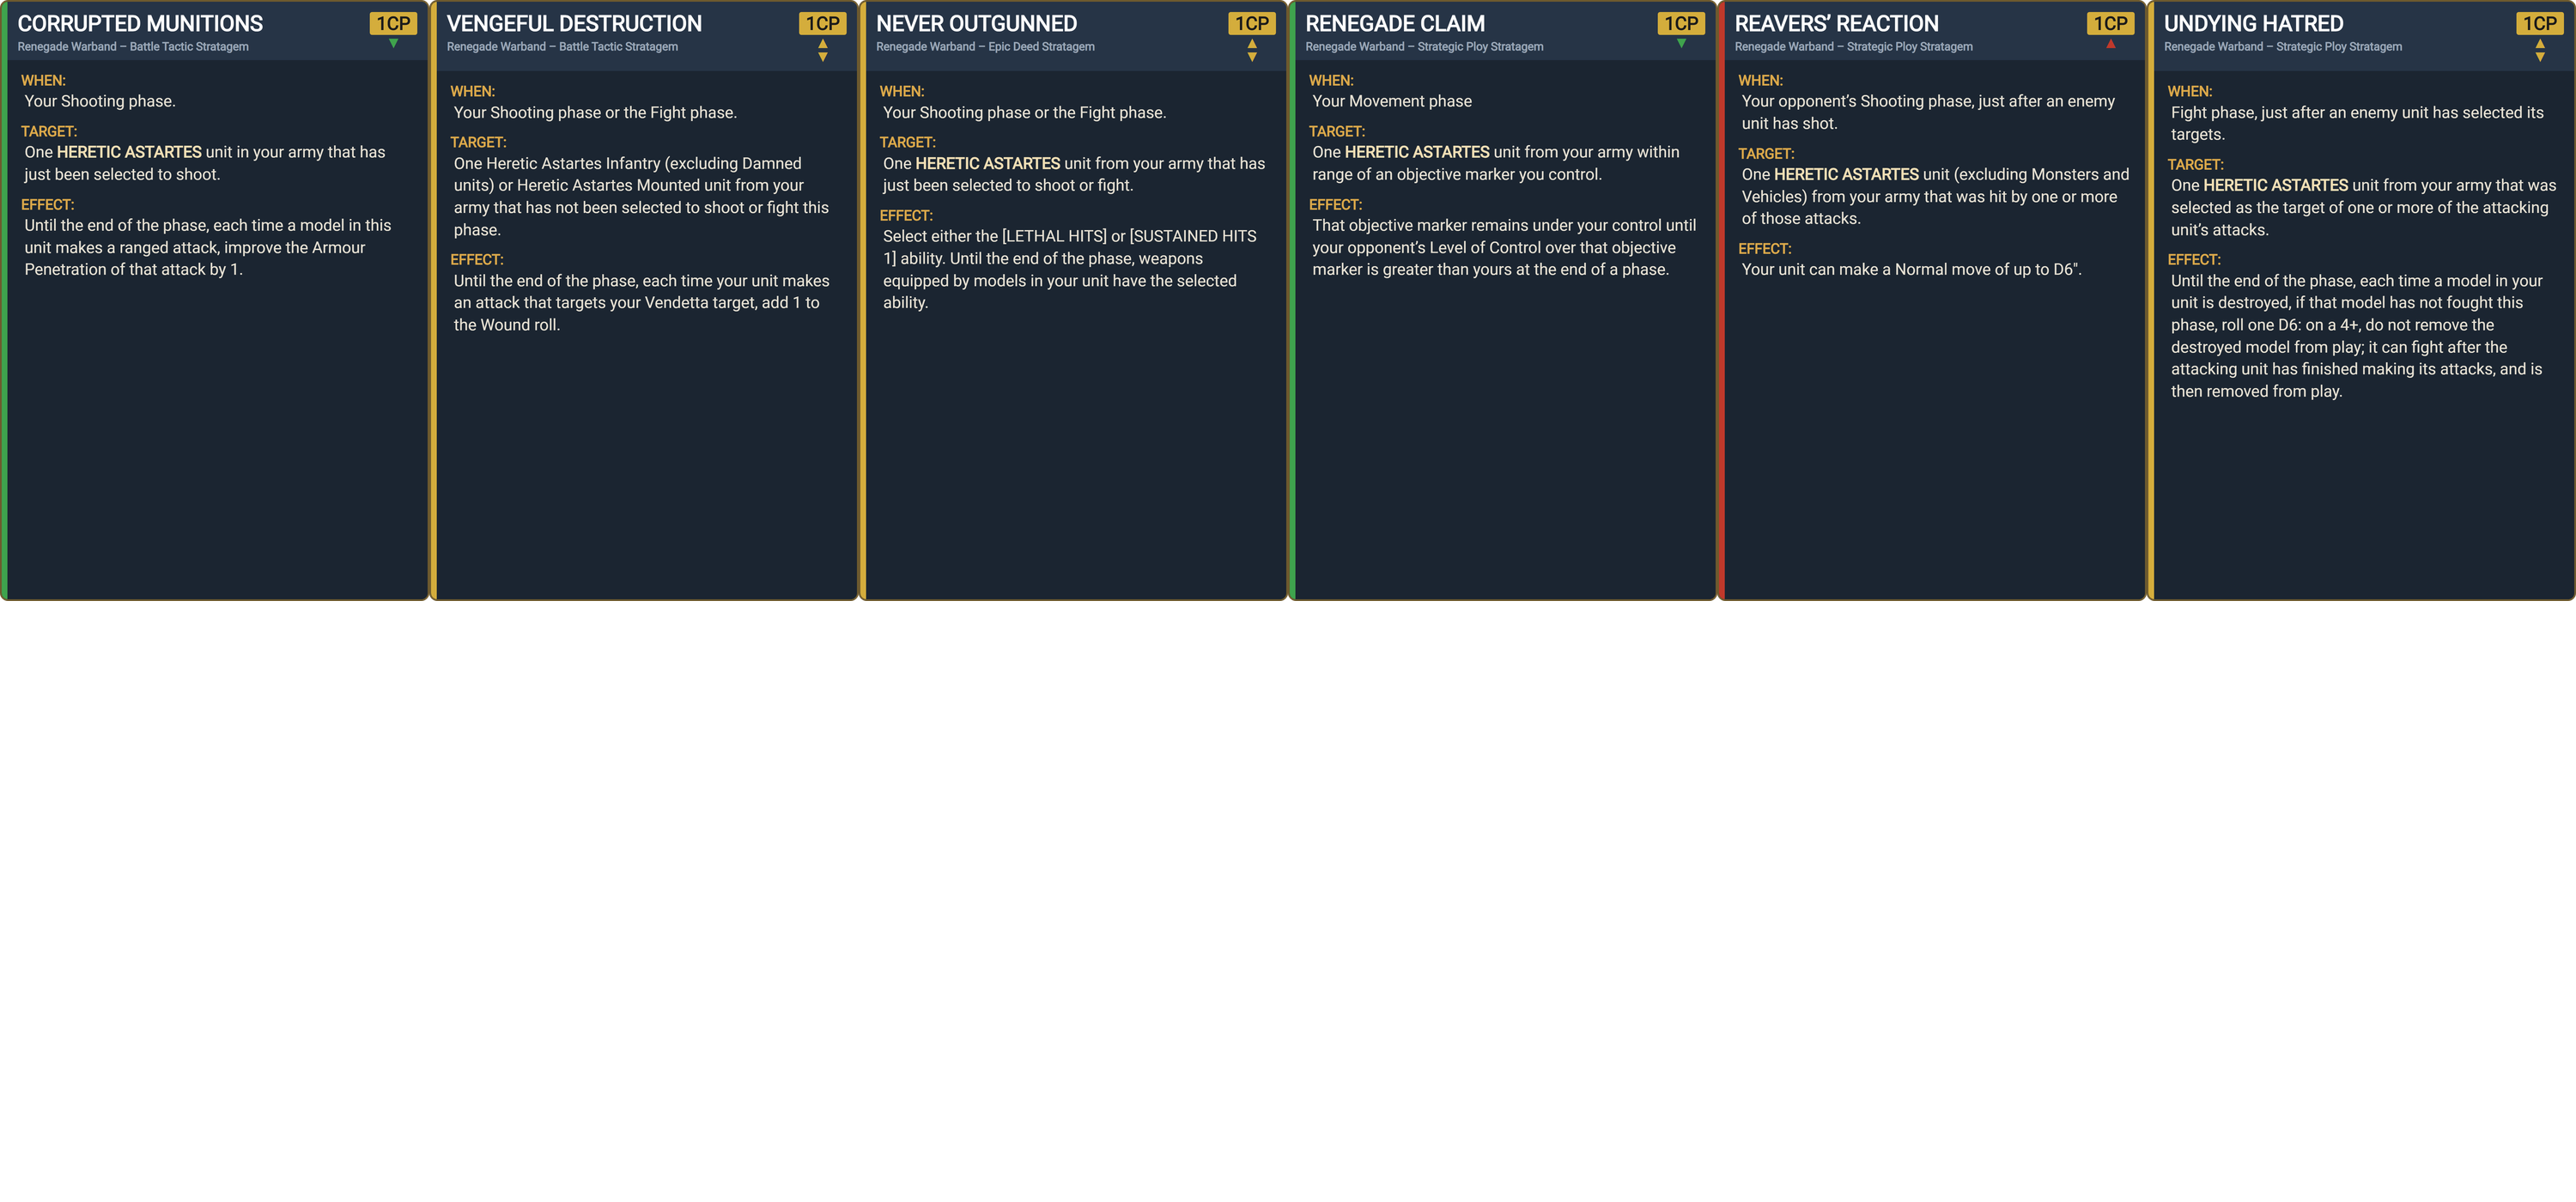 CORRUPTED MUNITIONS
1CP
Renegade Warband – Battle Tactic Stratagem
WHEN:
Your Shooting phase.
TARGET:
One HERETIC ASTARTES unit in your army that has
just been selected to shoot.
EFFECT:
Until the end of the phase, each time a model in this
unit makes a ranged attack, improve the Armour
Penetration of that attack by 1.
VENGEFUL DESTRUCTION
1CP
Renegade Warband – Battle Tactic Stratagem
WHEN:
Your Shooting phase or the Fight phase.
TARGET:
One Heretic Astartes Infantry (excluding Damned
units) or Heretic Astartes Mounted unit from your
army that has not been selected to shoot or fight this
phase.
EFFECT:
Until the end of the phase, each time your unit makes
an attack that targets your Vendetta target, add 1 to
the Wound roll.
NEVER OUTGUNNED
1CP
Renegade Warband – Epic Deed Stratagem
WHEN:
Your Shooting phase or the Fight phase.
TARGET:
One HERETIC ASTARTES unit from your army that has
just been selected to shoot or fight.
EFFECT:
Select either the [LETHAL HITS] or [SUSTAINED HITS
1] ability. Until the end of the phase, weapons
equipped by models in your unit have the selected
ability.
RENEGADE CLAIM
1CP
Renegade Warband – Strategic Ploy Stratagem
WHEN:
Your Movement phase
TARGET:
One HERETIC ASTARTES unit from your army within
range of an objective marker you control.
EFFECT:
That objective marker remains under your control until
your opponent’s Level of Control over that objective
marker is greater than yours at the end of a phase.
REAVERS’ REACTION
1CP
Renegade Warband – Strategic Ploy Stratagem
WHEN:
Your opponent’s Shooting phase, just after an enemy
unit has shot.
TARGET:
One HERETIC ASTARTES unit (excluding Monsters and
Vehicles) from your army that was hit by one or more
of those attacks.
EFFECT:
Your unit can make a Normal move of up to D6".
UNDYING HATRED
1CP
Renegade Warband – Strategic Ploy Stratagem
WHEN:
Fight phase, just after an enemy unit has selected its
targets.
TARGET:
One HERETIC ASTARTES unit from your army that was
selected as the target of one or more of the attacking
unit’s attacks.
EFFECT:
Until the end of the phase, each time a model in your
unit is destroyed, if that model has not fought this
phase, roll one D6: on a 4+, do not remove the
destroyed model from play; it can fight after the
attacking unit has finished making its attacks, and is
then removed from play.